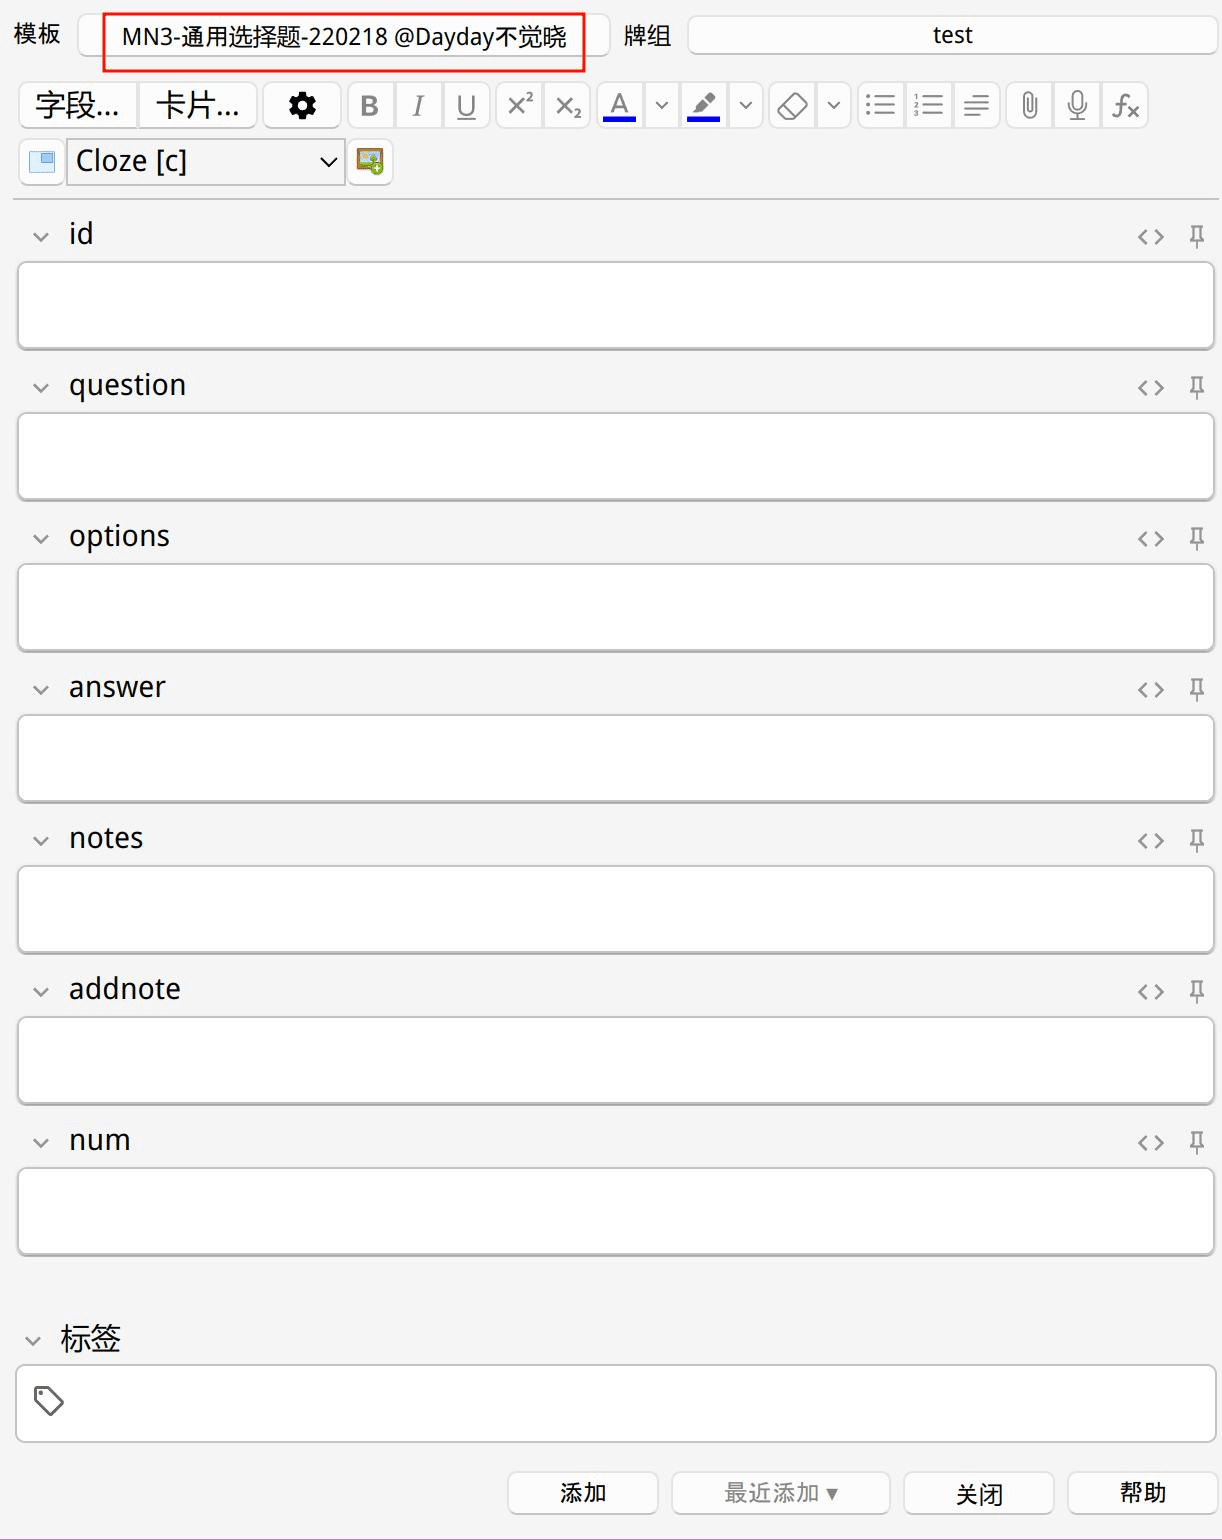 模板 MN3-通用选择题-220218 @Dayday不觉晓 牌组 test
字段... 卡片... B I U ×² ×₂ A fx
Cloze [c]
id
question
options
answer
notes
addnote
num
标签
添加 最近添加 ▾ 关闭 帮助